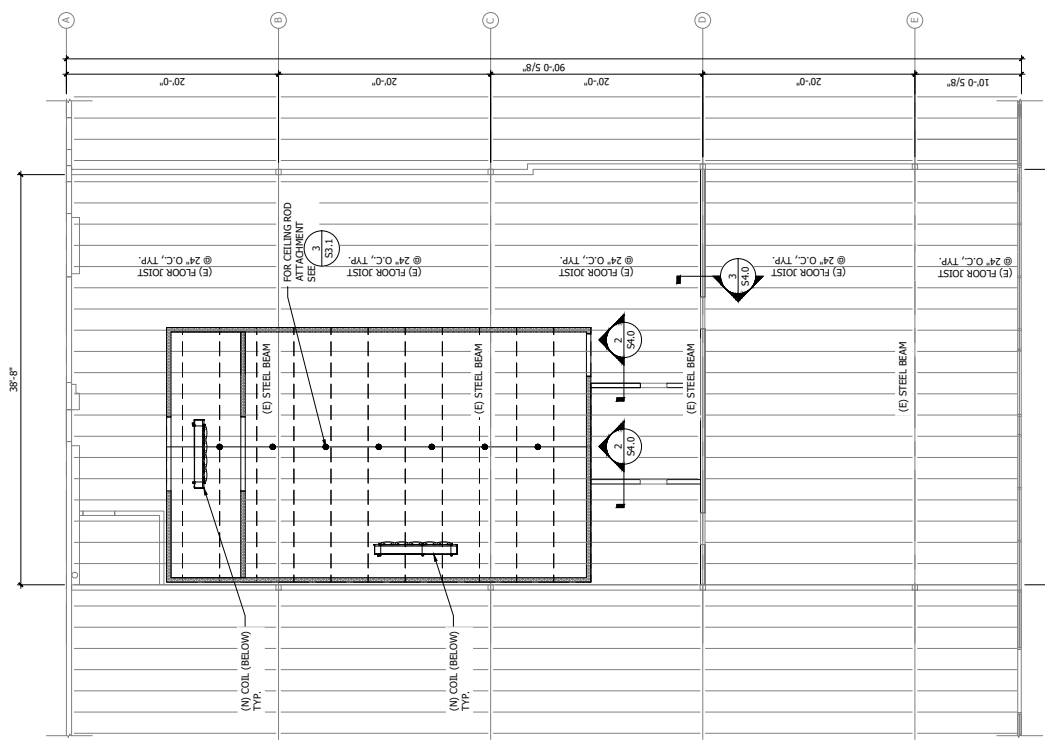 A
B
C
D
E
90'-0 5/8"
20'-0"
20'-0"
20'-0"
20'-0"
10'-0 5/8"
38'-8"
FOR CEILING ROD
ATTACHMENT
SEE
3
S3.1
(E) FLOOR JOIST
@ 24" O.C., TYP.
(E) FLOOR JOIST
@ 24" O.C., TYP.
(E) FLOOR JOIST
@ 24" O.C., TYP.
(E) FLOOR JOIST
@ 24" O.C., TYP.
(E) FLOOR JOIST
@ 24" O.C., TYP.
3
S4.0
2
S4.0
(E) STEEL BEAM
(E) STEEL BEAM
(E) STEEL BEAM
(E) STEEL BEAM
2
S4.0
(N) COIL (BELOW)
TYP.
(N) COIL (BELOW)
TYP.